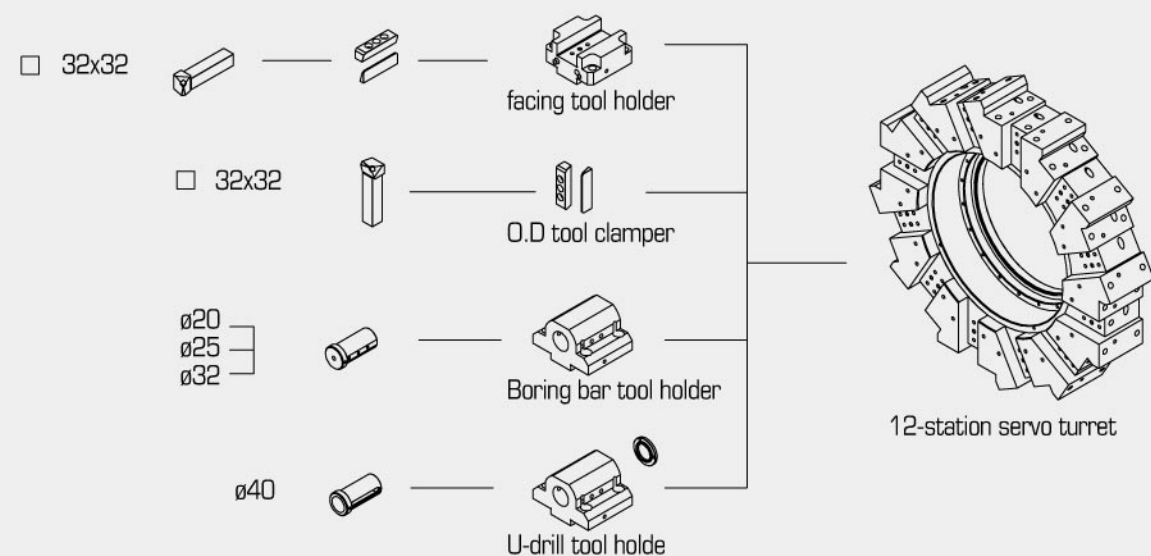 □ 32x32
facing tool holder
□ 32x32
O.D tool clamper
ø20
ø25
ø32
Boring bar tool holder
ø40
U-drill tool holde
12-station servo turret